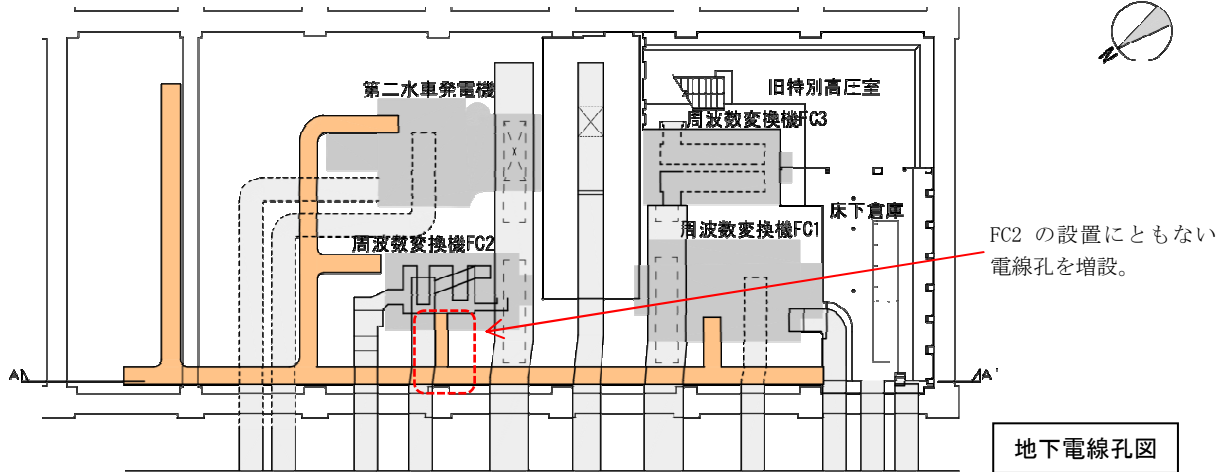 N
第二水車発電機
旧特別高圧室
周波数変換機FC3
床下倉庫
周波数変換機FC2
周波数変換機FC1
FC2 の設置にともない
電線孔を増設。
A
A'
地下電線孔図